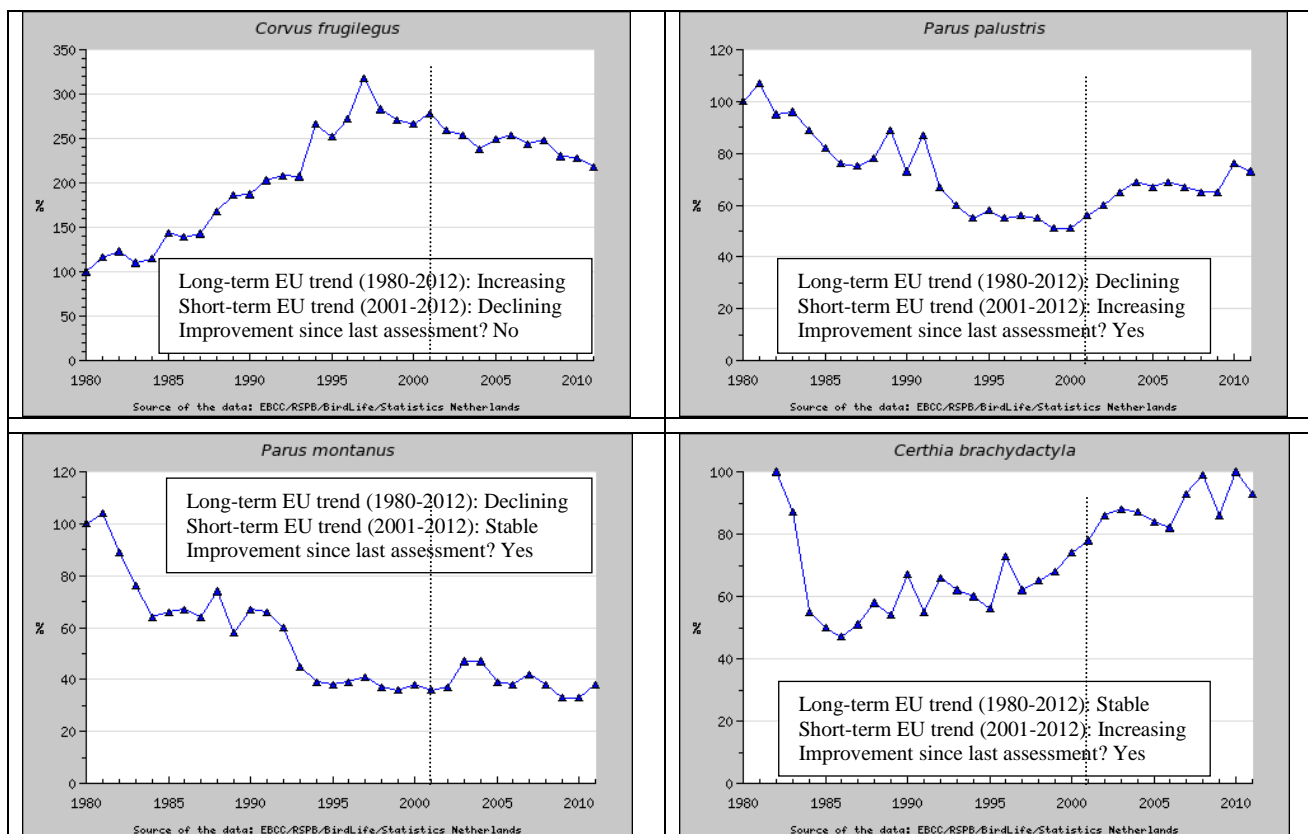 Corvus frugilegus
350
300
250
200
150
100
50
0
%
Long-term EU trend (1980-2012): Increasing
Short-term EU trend (2001-2012): Declining
Improvement since last assessment? No
1980 1985 1990 1995 2000 2005 2010
Source of the data: EBCC/RSPB/BirdLife/Statistics Netherlands
Parus palustris
120
100
80
60
40
20
0
%
Long-term EU trend (1980-2012): Declining
Short-term EU trend (2001-2012): Increasing
Improvement since last assessment? Yes
1980 1985 1990 1995 2000 2005 2010
Source of the data: EBCC/RSPB/BirdLife/Statistics Netherlands
Parus montanus
120
100
80
60
40
20
0
%
Long-term EU trend (1980-2012): Declining
Short-term EU trend (2001-2012): Stable
Improvement since last assessment? Yes
1980 1985 1990 1995 2000 2005 2010
Source of the data: EBCC/RSPB/BirdLife/Statistics Netherlands
Certhia brachydactyla
100
80
60
40
20
0
%
Long-term EU trend (1980-2012): Stable
Short-term EU trend (2001-2012): Increasing
Improvement since last assessment? Yes
1980 1985 1990 1995 2000 2005 2010
Source of the data: EBCC/RSPB/BirdLife/Statistics Netherlands